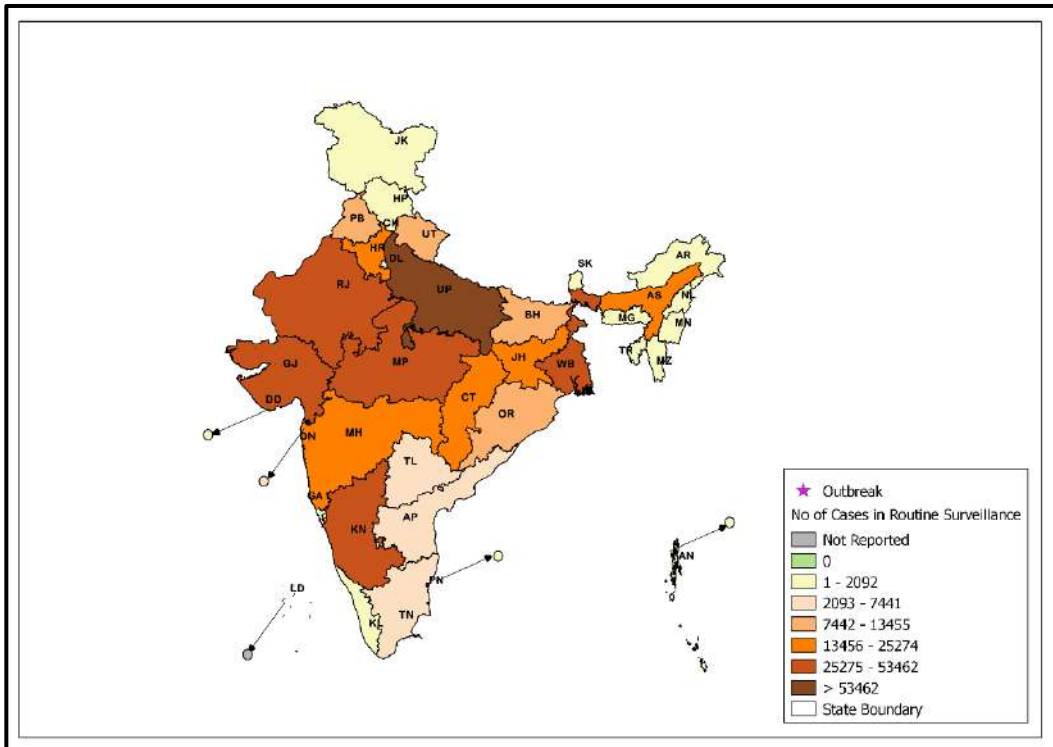 JK
HP
PB
CH
UT
HR
DL
AR
SK
RJ
UP
AS
NL
BH
MG
MN
TR
MZ
JH
GJ
MP
WB
CT
DD
OR
DN
MH
TL
GA
AP
KN
AN
PN
LD
TN
KL
Outbreak
No of Cases in Routine Surveillance
Not Reported
0
1 - 2092
2093 - 7441
7442 - 13455
13456 - 25274
25275 - 53462
> 53462
State Boundary